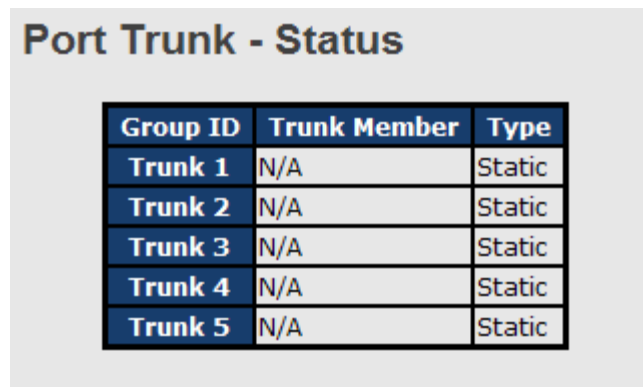 Port Trunk - Status
Group ID Trunk Member Type
Trunk 1 N/A Static
Trunk 2 N/A Static
Trunk 3 N/A Static
Trunk 4 N/A Static
Trunk 5 N/A Static